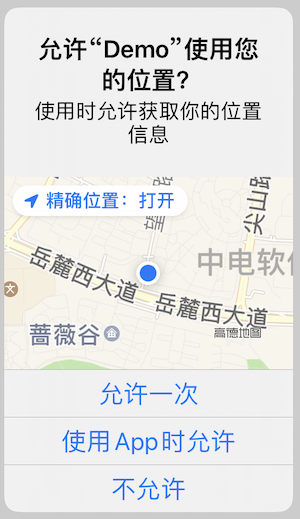 允许“Demo”使用您
的位置？
使用时允许获取你的位置
信息
精确位置：打开
尖山路
岳麓西大道
中电软件
岳麓西大道
蔷薇谷
高德地图
允许一次
使用App时允许
不允许